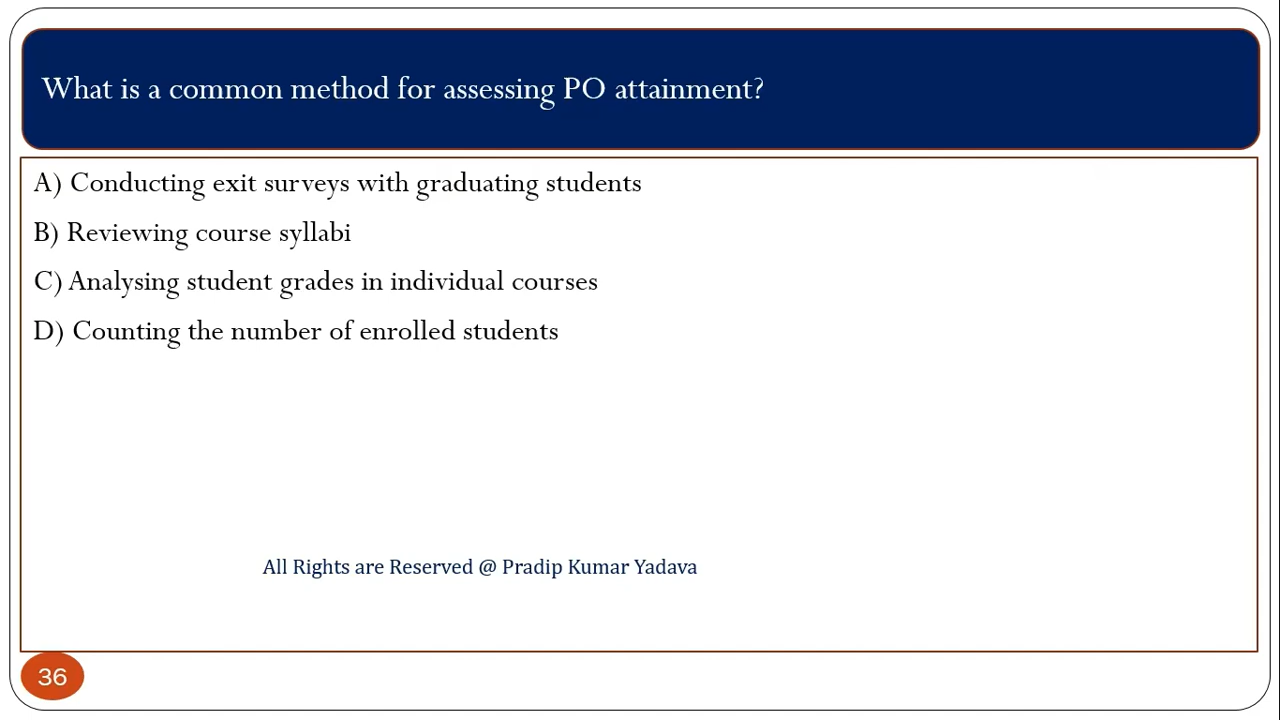 What is a common method for assessing PO attainment?
A) Conducting exit surveys with graduating students
B) Reviewing course syllabi
C) Analysing student grades in individual courses
D) Counting the number of enrolled students
All Rights are Reserved @ Pradip Kumar Yadava
36